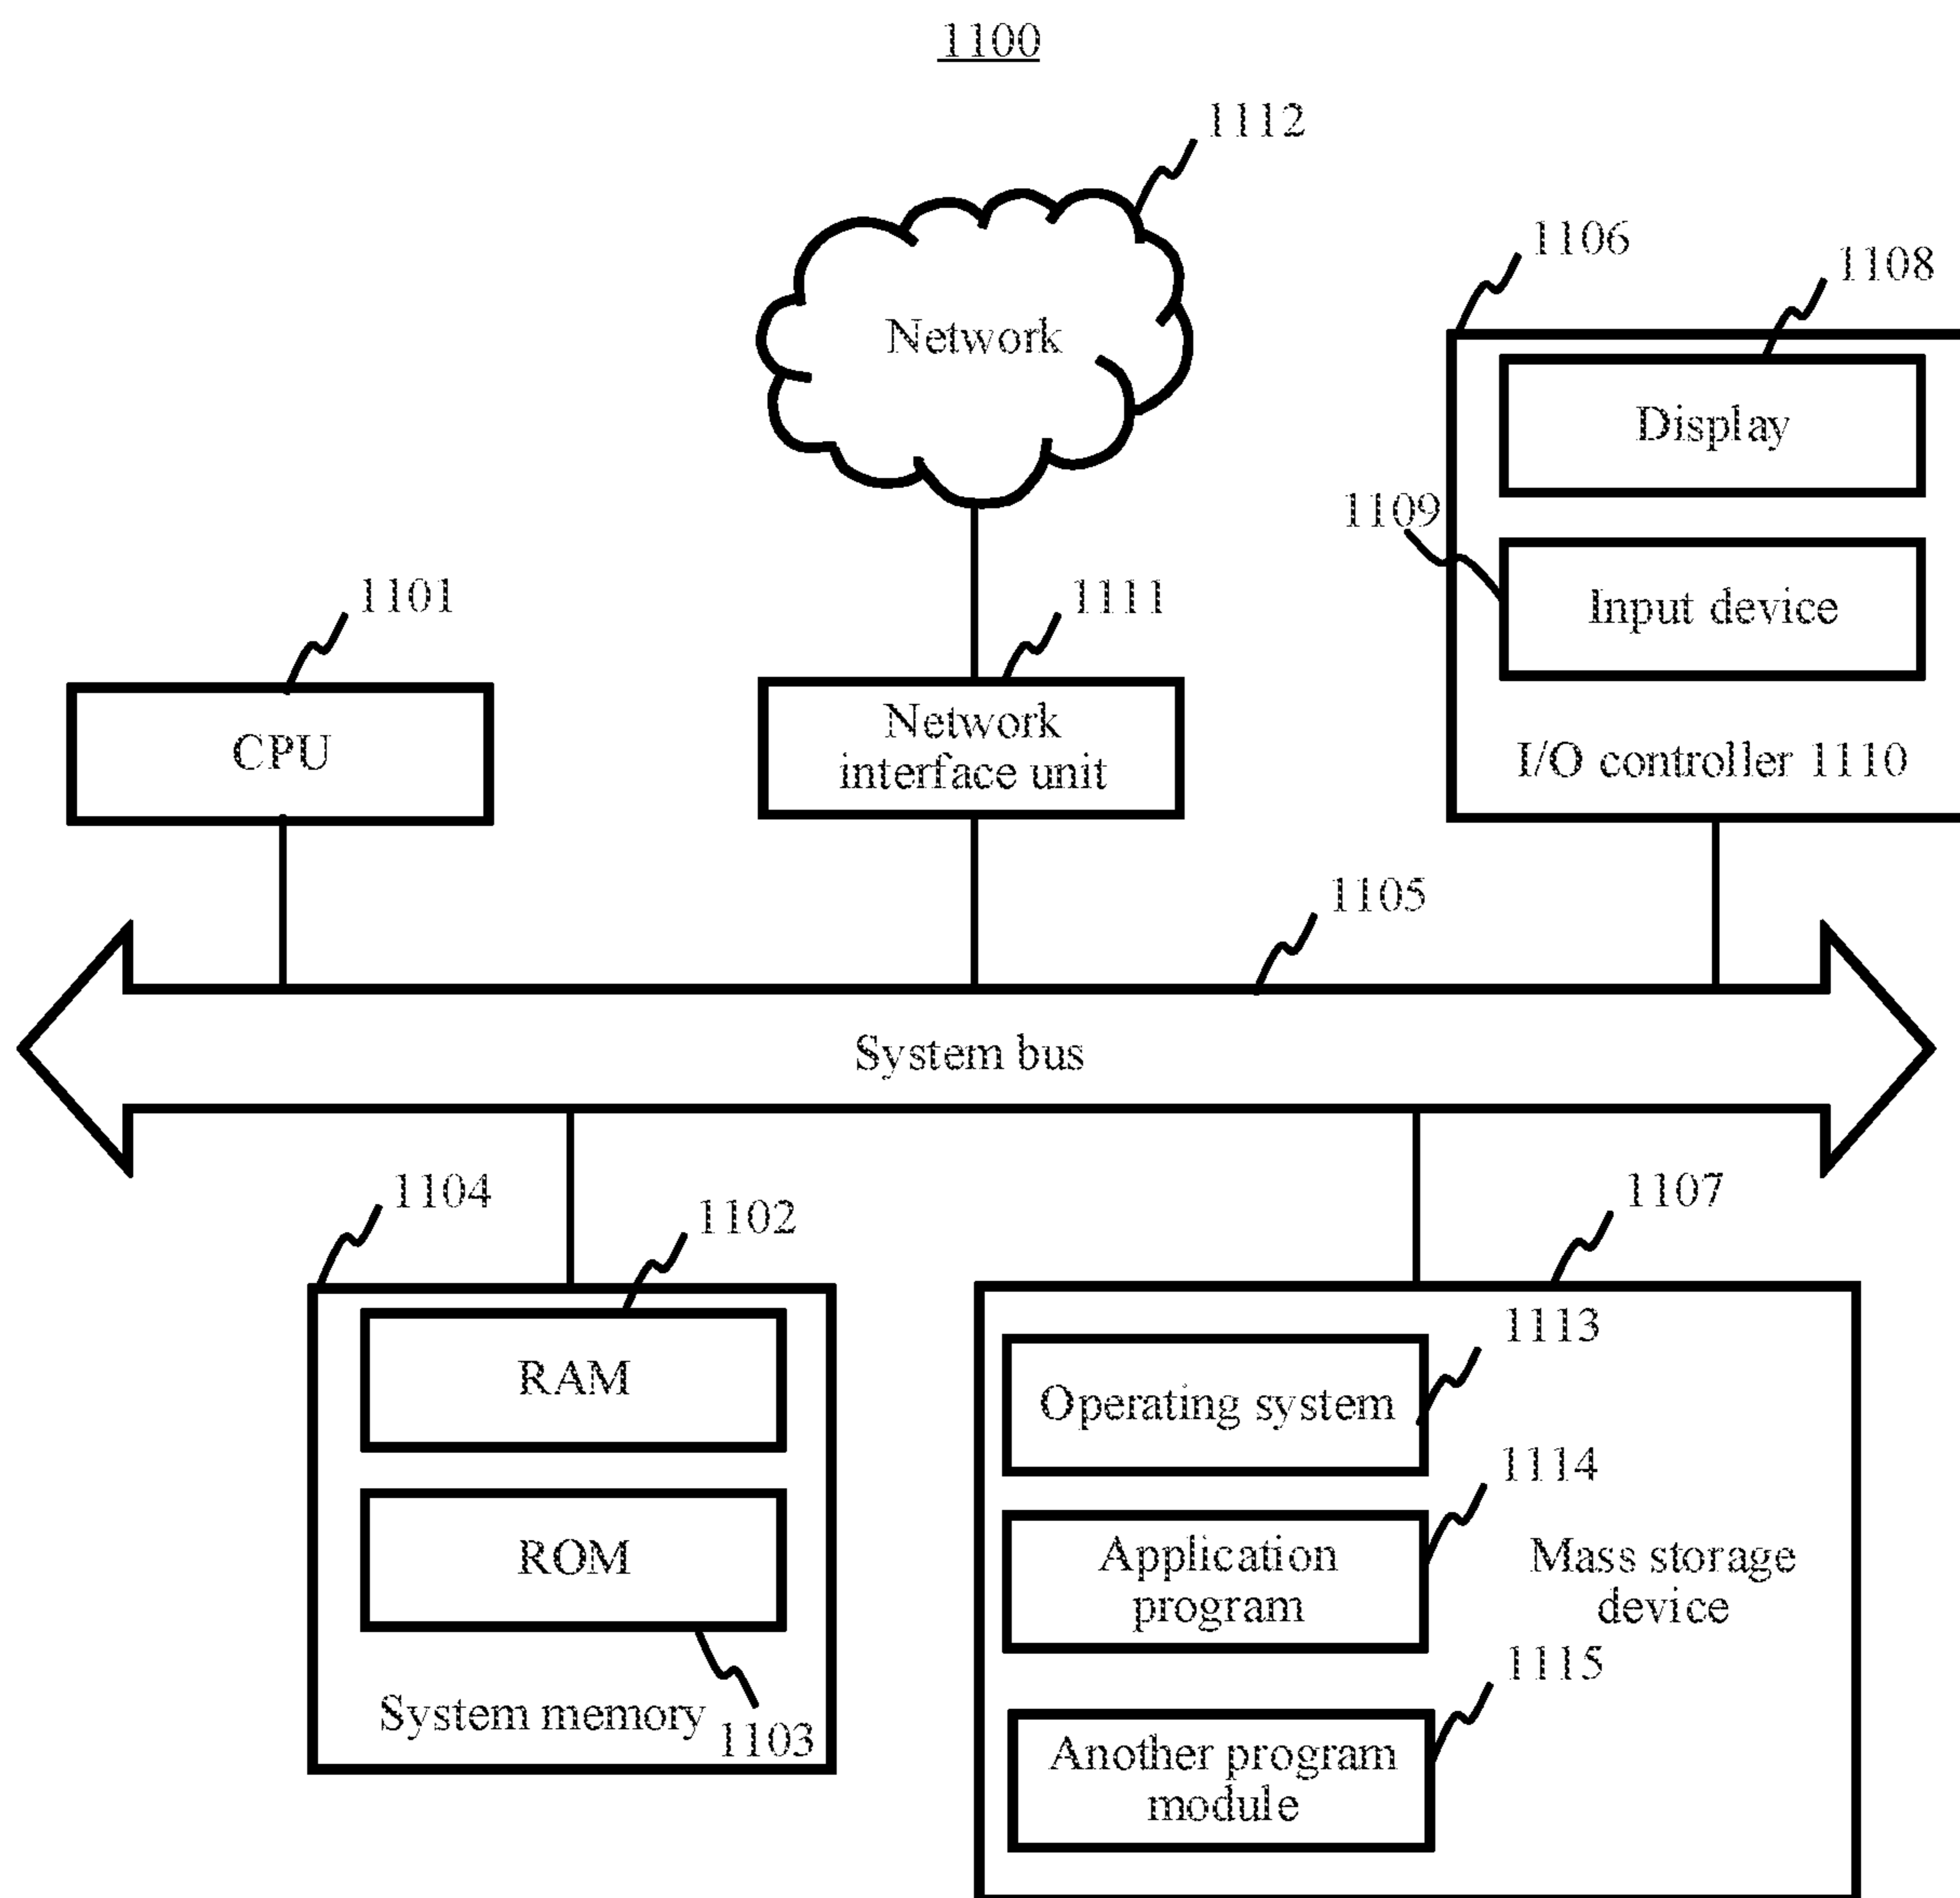 1100
1112
Network
1106
1108
Display
1109
Input device
I/O controller 1110
1101
CPU
1111
Network
interface unit
1105
System bus
1104
1102
RAM
ROM
System memory
1103
1107
1113
Operating system
1114
Application
program
Mass storage
device
1115
Another program
module